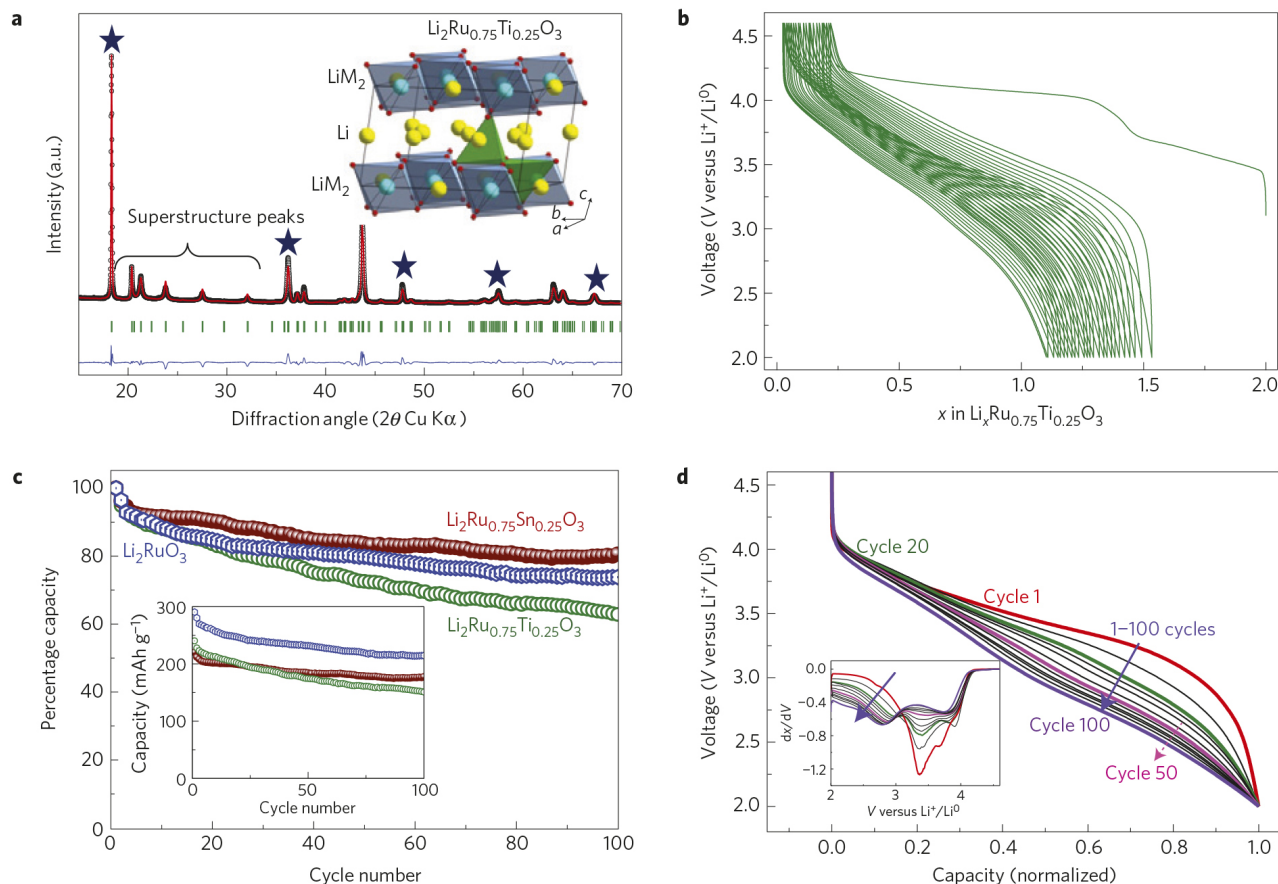 a
Li₂Ru₀.₇₅Ti₀.₂₅O₃
LiM₂
Li
LiM₂
c
b
a
Superstructure peaks
Intensity (a.u.)
20 30 40 50 60 70
Diffraction angle (2θ Cu Kα)
b
4.5
4.0
3.5
3.0
2.5
2.0
Voltage (V versus Li⁺/Li⁰)
0.0 0.5 1.0 1.5 2.0
x in LiₓRu₀.₇₅Ti₀.₂₅O₃
c
100
80
60
40
20
0
Percentage capacity
Li₂Ru₀.₇₅Sn₀.₂₅O₃
Li₂RuO₃
Li₂Ru₀.₇₅Ti₀.₂₅O₃
300
200
100
0
Capacity (mAh g⁻¹)
0 50 100
Cycle number
0 20 40 60 80 100
Cycle number
d
4.5
4.0
3.5
3.0
2.5
2.0
Voltage (V versus Li⁺/Li⁰)
Cycle 20
Cycle 1
1–100 cycles
Cycle 100
Cycle 50
0.0
−0.4
−0.8
−1.2
dx/dV
2 3 4
V versus Li⁺/Li⁰
0.0 0.2 0.4 0.6 0.8 1.0
Capacity (normalized)